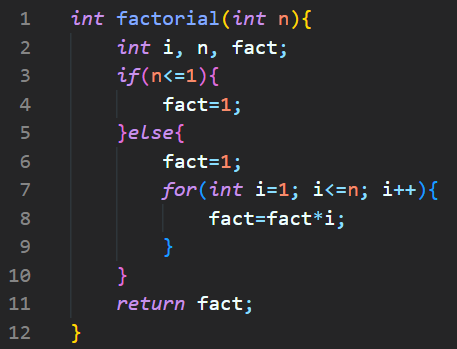 1 int factorial(int n){
2     int i, n, fact;
3     if(n<=1){
4         fact=1;
5     }else{
6         fact=1;
7         for(int i=1; i<=n; i++){
8             fact=fact*i;
9         }
10     }
11     return fact;
12 }